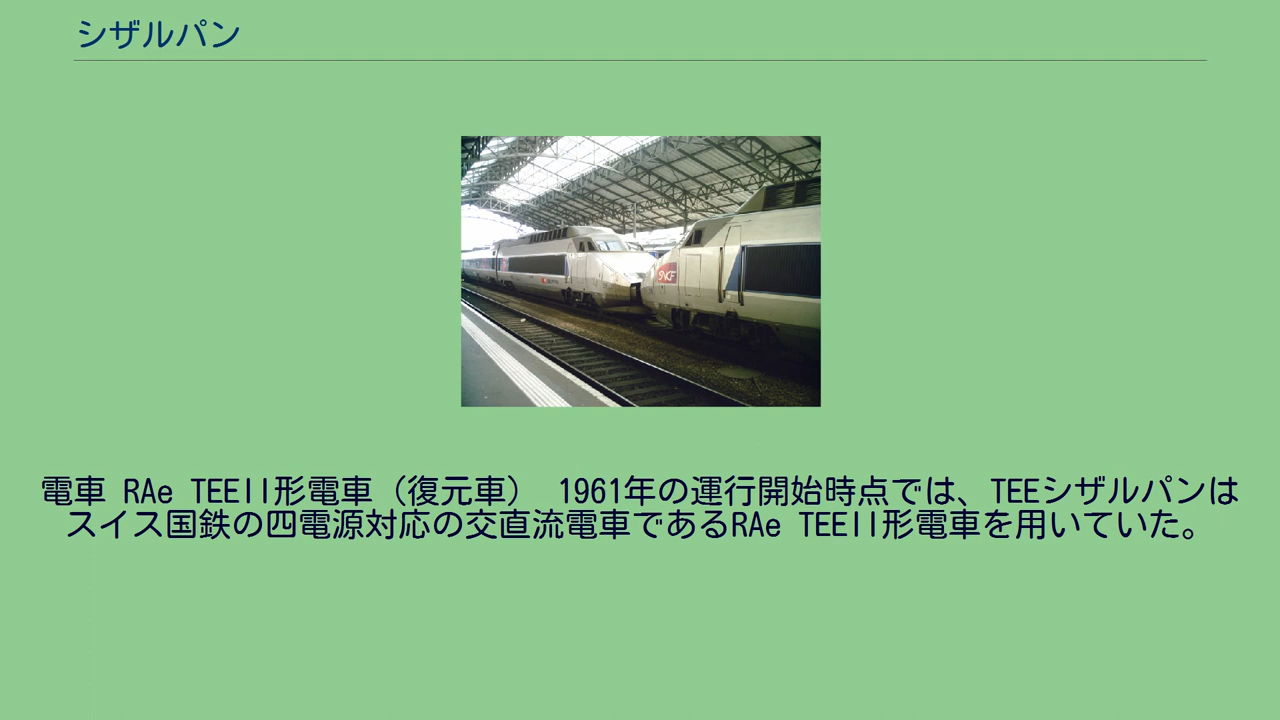 シザルパン
SNCF
電車 RAe TEEII形電車（復元車） 1961年の運行開始時点では、TEEシザルパンは
スイス国鉄の四電源対応の交直流電車であるRAe TEEII形電車を用いていた。